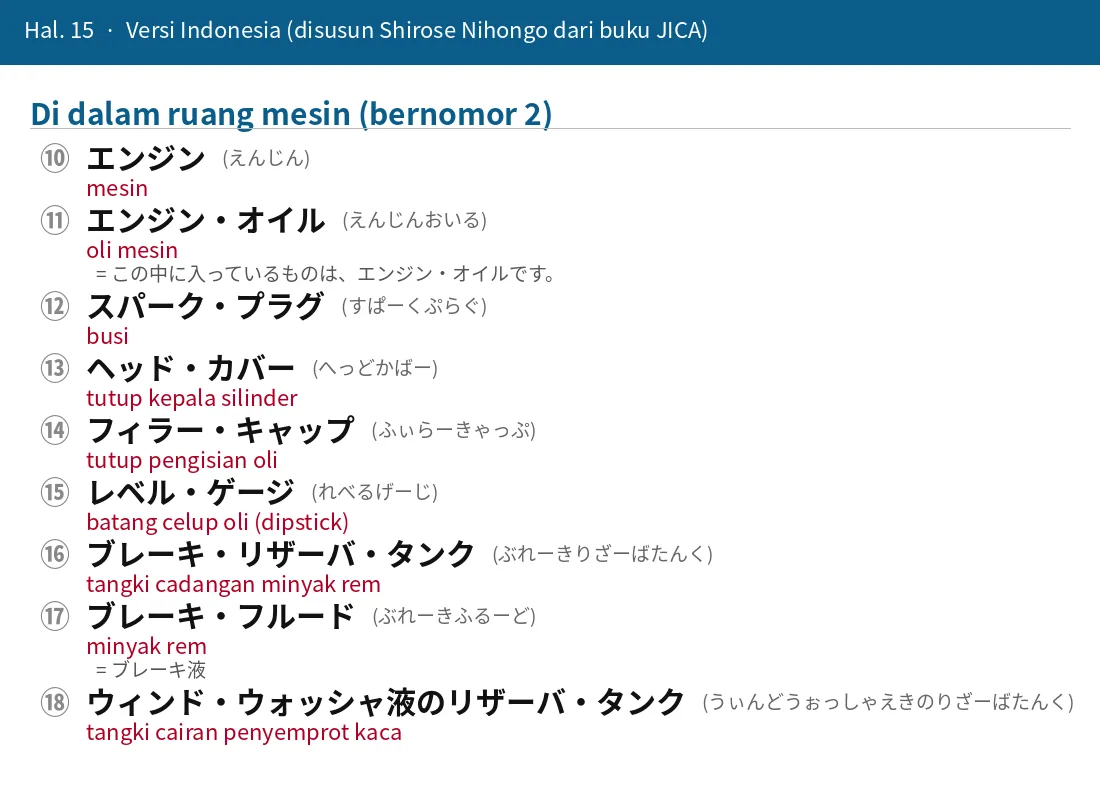 Hal. 15 · Versi Indonesia (disusun Shirose Nihongo dari buku JICA)
Di dalam ruang mesin (bernomor 2)
⑩ エンジン (えんじん)
mesin
⑪ エンジン・オイル (えんじんおいる)
oli mesin
= この中に入っているものは、エンジン・オイルです。
⑫ スパーク・プラグ (すぱーくぷらぐ)
busi
⑬ ヘッド・カバー (へっどかばー)
tutup kepala silinder
⑭ フィラー・キャップ (ふぃらーきゃっぷ)
tutup pengisian oli
⑮ レベル・ゲージ (れべるげーじ)
batang celup oli (dipstick)
⑯ ブレーキ・リザーバ・タンク (ぶれーきりざーばたんく)
tangki cadangan minyak rem
⑰ ブレーキ・フルード (ぶれーきふるーど)
minyak rem
= ブレーキ液
⑱ ウィンド・ウォッシャ液のリザーバ・タンク (うぃんどうぉっしゃえきのりざーばたんく)
tangki cairan penyemprot kaca